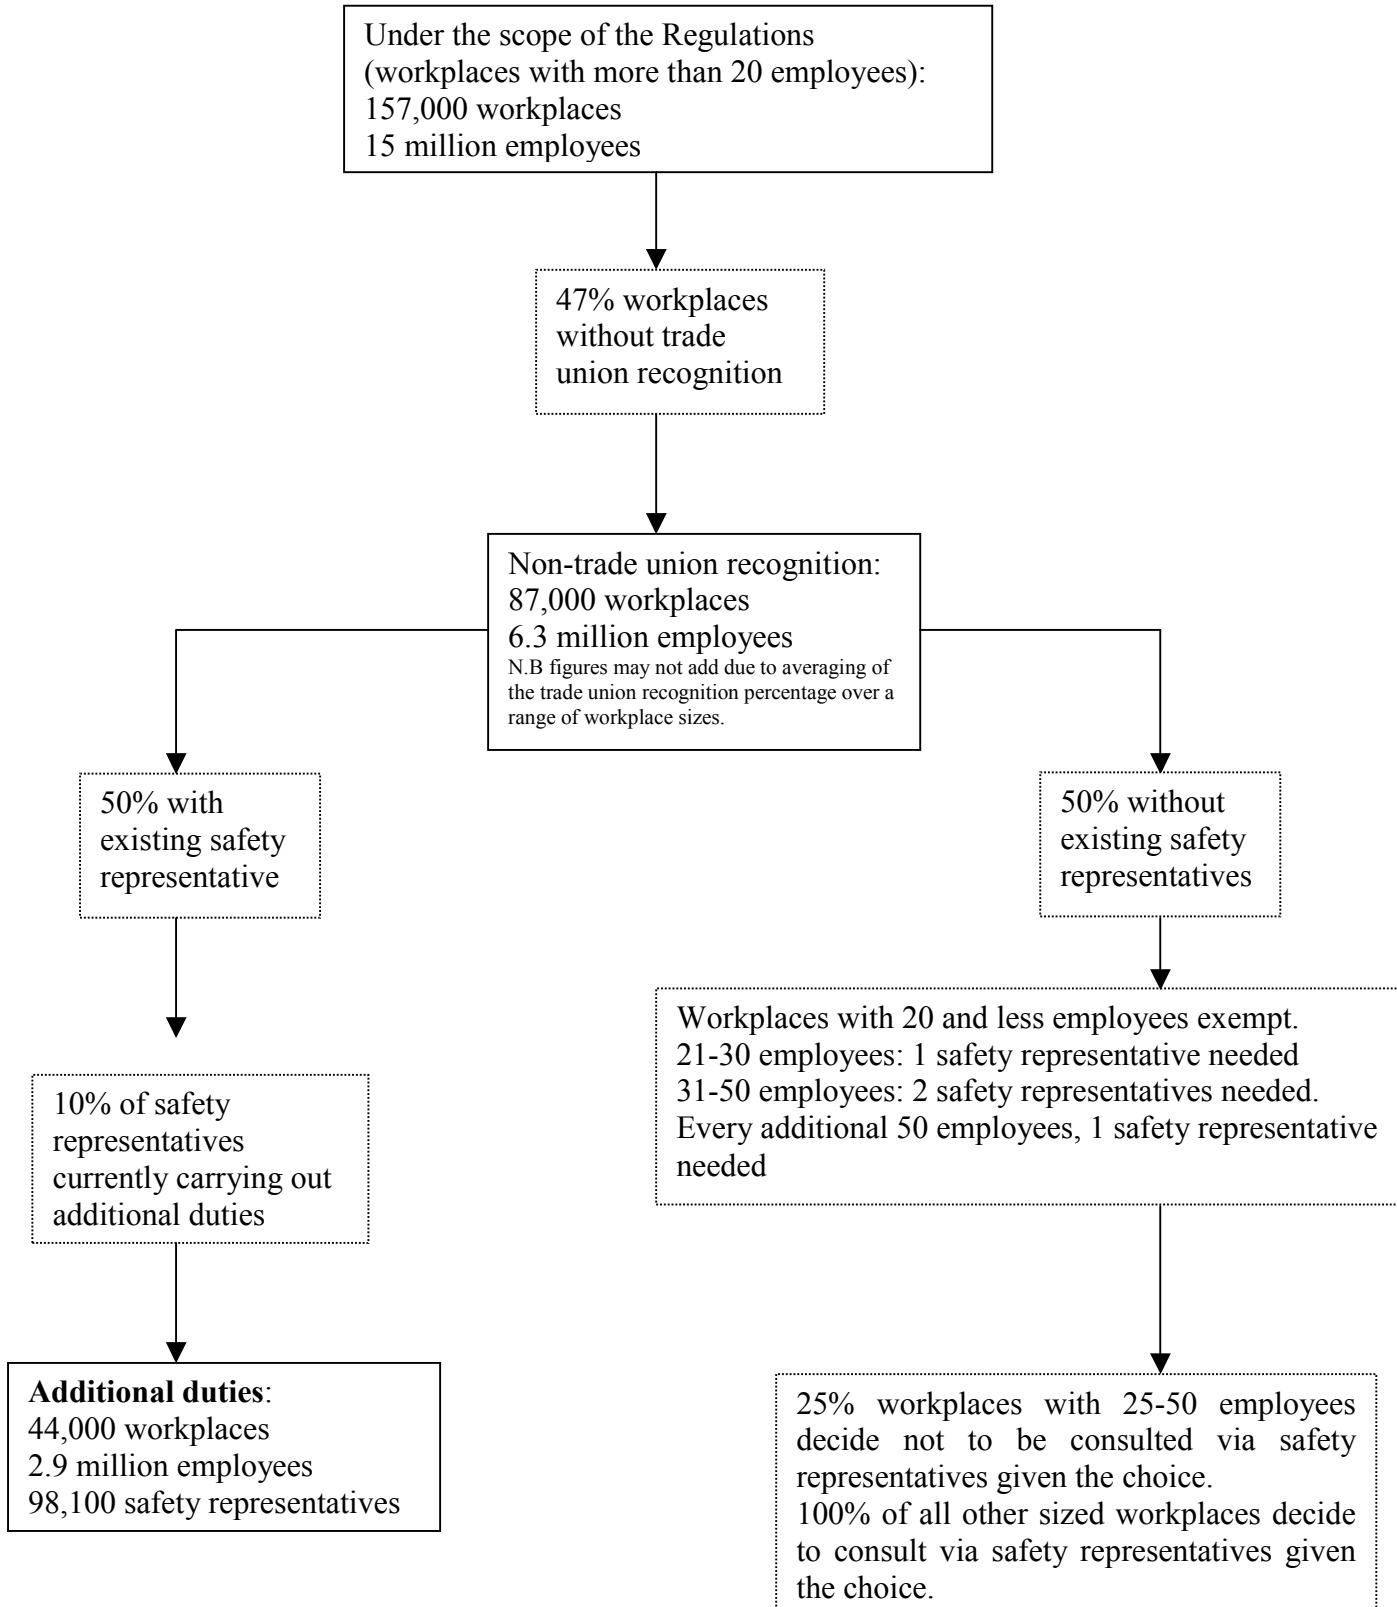 Under the scope of the Regulations
(workplaces with more than 20 employees):
157,000 workplaces
15 million employees
47% workplaces
without trade
union recognition
Non-trade union recognition:
87,000 workplaces
6.3 million employees
N.B figures may not add due to averaging of
the trade union recognition percentage over a
range of workplace sizes.
50% with
existing safety
representative
50% without
existing safety
representatives
10% of safety
representatives
currently carrying out
additional duties
Workplaces with 20 and less employees exempt.
21-30 employees: 1 safety representative needed
31-50 employees: 2 safety representatives needed.
Every additional 50 employees, 1 safety representative
needed
Additional duties:
44,000 workplaces
2.9 million employees
98,100 safety representatives
25% workplaces with 25-50 employees
decide not to be consulted via safety
representatives given the choice.
100% of all other sized workplaces decide
to consult via safety representatives given
the choice.